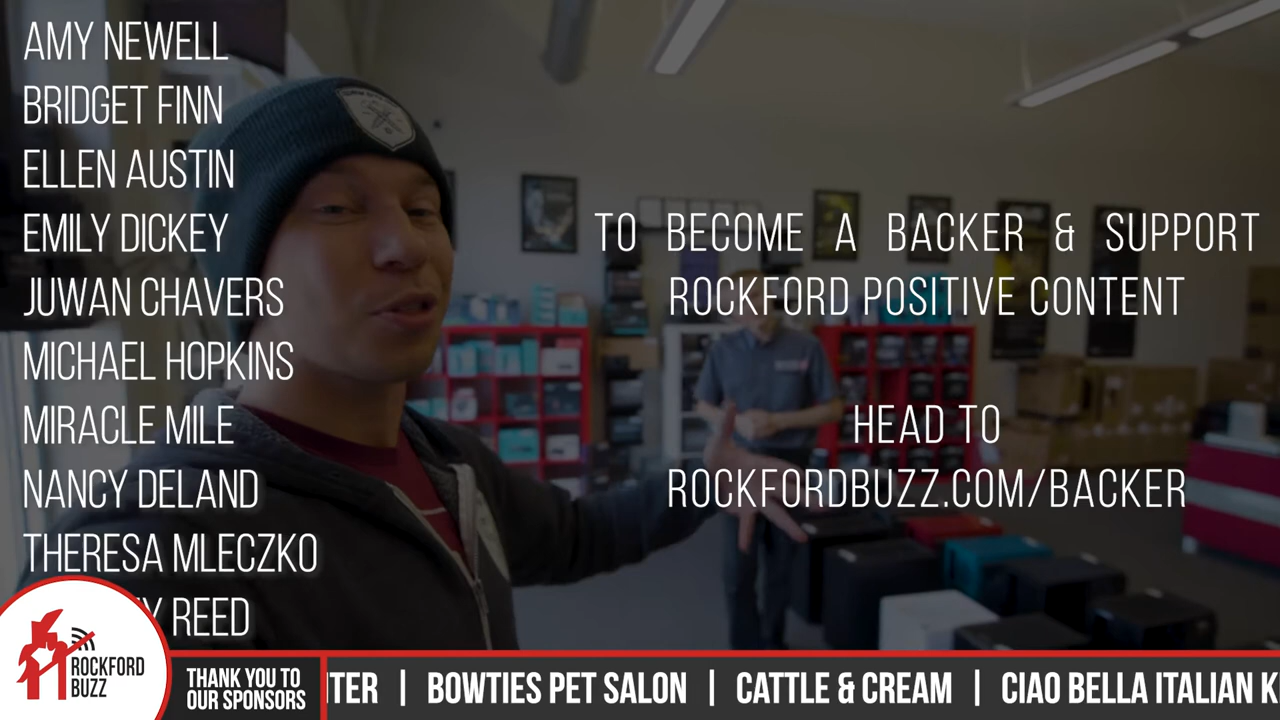 AMY NEWELL
BRIDGET FINN
ELLEN AUSTIN
EMILY DICKEY
JUWAN CHAVERS
MICHAEL HOPKINS
MIRACLE MILE
NANCY DELAND
THERESA MLECZKO
REED
TO BECOME A BACKER & SUPPORT
ROCKFORD POSITIVE CONTENT
HEAD TO
ROCKFORDBUZZ.COM/BACKER
ROCKFORD
BUZZ
THANK YOU TO
OUR SPONSORS
TER | BOWTIES PET SALON | CATTLE & CREAM | CIAO BELLA ITALIAN K